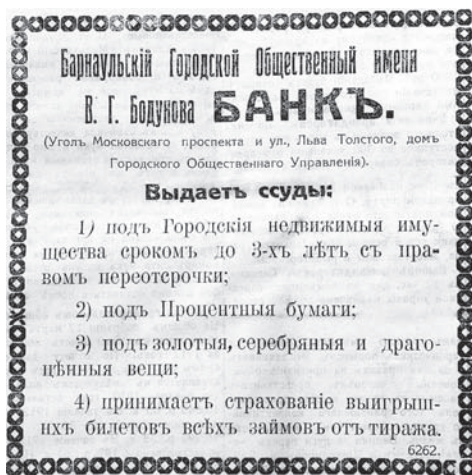 Барнаульскій Городской Общественный имени
В. І. Бодунова БАНКЪ.
(Уголъ Московскаго проспекта и ул., Льва Толстого, домъ
Городского Общественнаго Управленія).
Выдаетъ ссуды:
1) подъ Городскія недвижимыя иму-
щества срокомъ до 3-хъ лѣтъ съ пра-
вомъ переотерочки;
2) подъ Процентныя бумаги;
3) подъ золотыя, серебряныя и драго-
цѣнныя вещи;
4) принимаетъ страхованіе выигрыш-
ныхъ билетовъ всѣхъ займовъ отъ тиража.
6262.